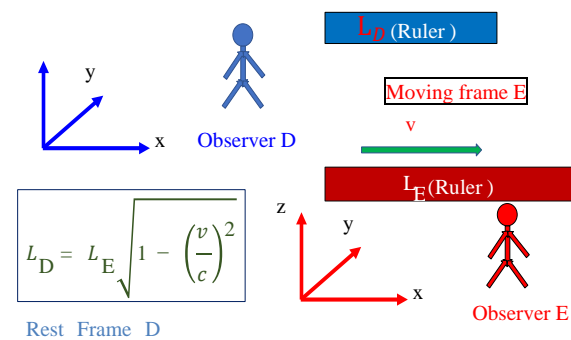 L_D (Ruler )
y
Moving frame E
x
Observer D
v
L_E (Ruler )
z
y
L_D = L_E √(1 − (v/c)^2)
x
Observer E
Rest Frame D